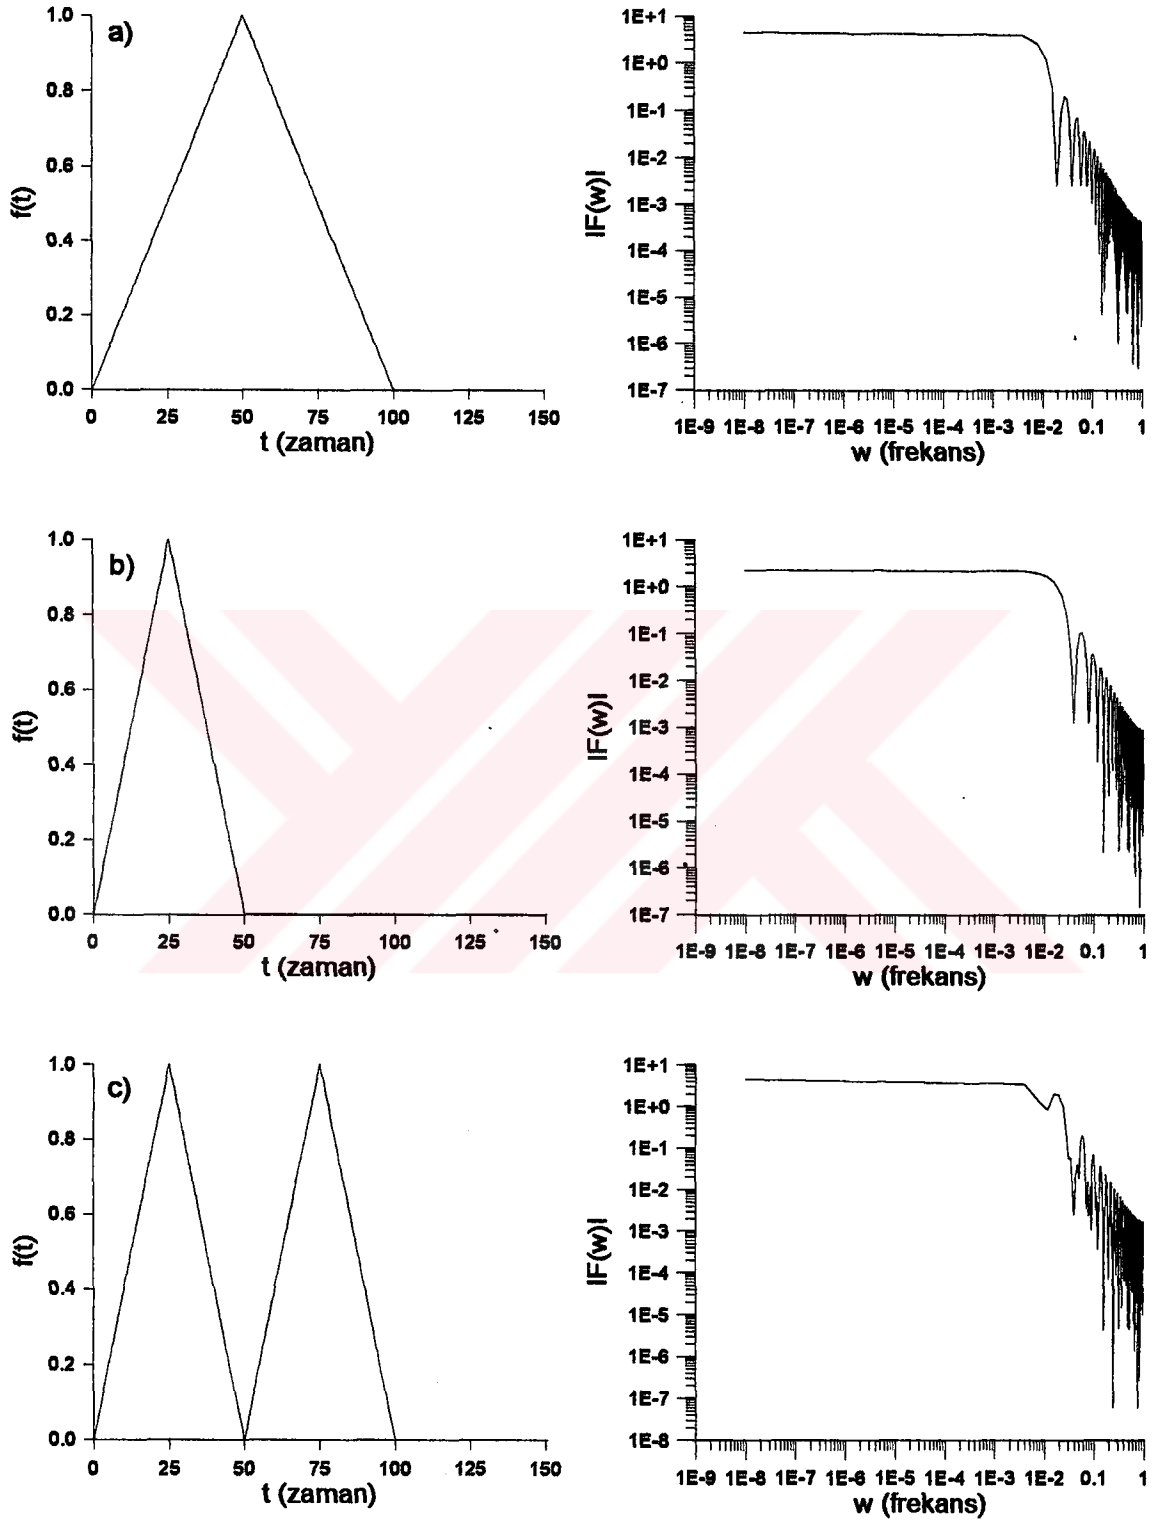 a)
1.0
0.8
0.6
0.4
0.2
0.0
f(t)
0 25 50 75 100 125 150
t (zaman)
1E+1
1E+0
1E-1
1E-2
1E-3
1E-4
1E-5
1E-6
1E-7
|F(w)|
1E-9 1E-8 1E-7 1E-6 1E-5 1E-4 1E-3 1E-2 0.1 1
w (frekans)
b)
1.0
0.8
0.6
0.4
0.2
0.0
f(t)
0 25 50 75 100 125 150
t (zaman)
1E+1
1E+0
1E-1
1E-2
1E-3
1E-4
1E-5
1E-6
1E-7
|F(w)|
1E-9 1E-8 1E-7 1E-6 1E-5 1E-4 1E-3 1E-2 0.1 1
w (frekans)
c)
1.0
0.8
0.6
0.4
0.2
0.0
f(t)
0 25 50 75 100 125 150
t (zaman)
1E+1
1E+0
1E-1
1E-2
1E-3
1E-4
1E-5
1E-6
1E-7
1E-8
|F(w)|
1E-9 1E-8 1E-7 1E-6 1E-5 1E-4 1E-3 1E-2 0.1 1
w (frekans)